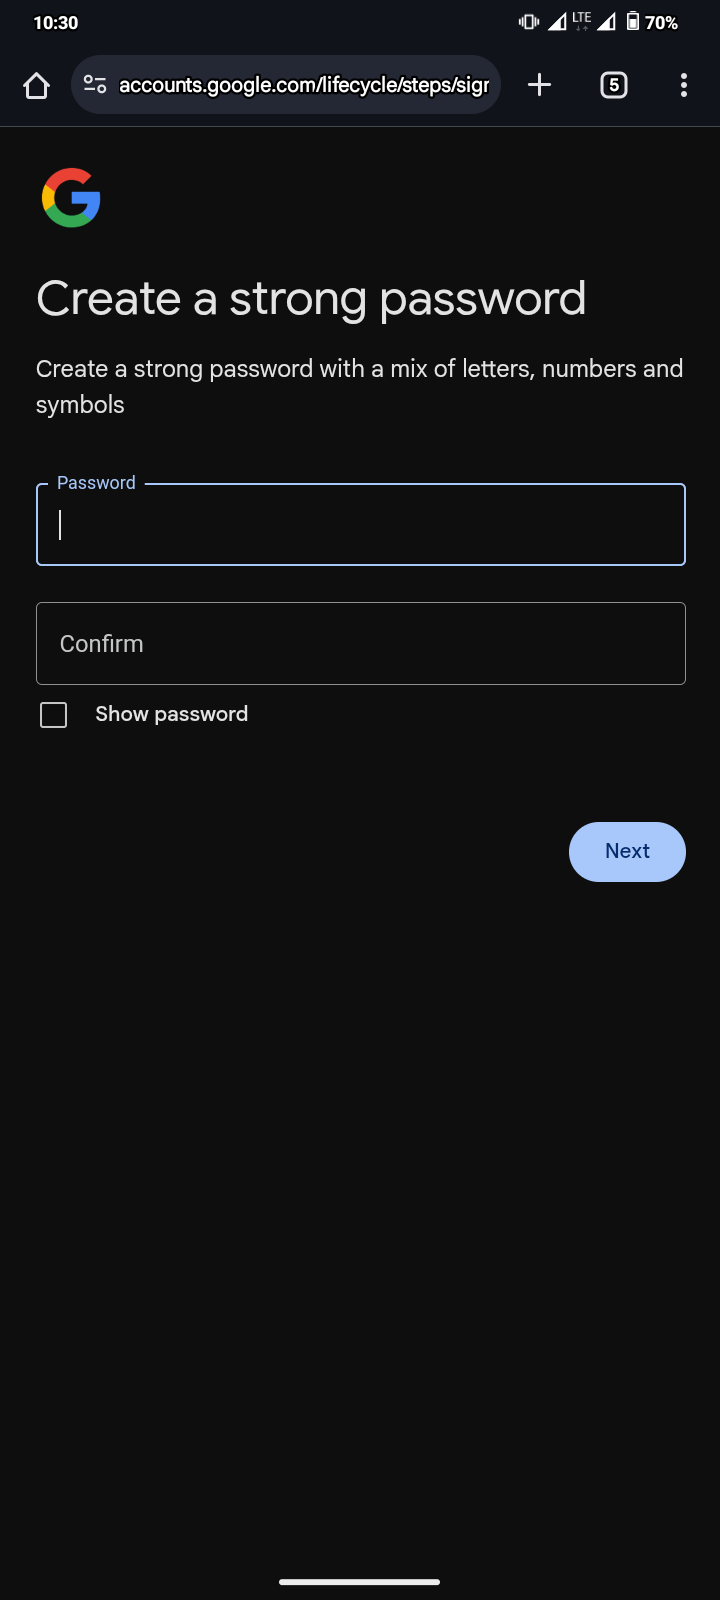 10:30 LTE 70%
accounts.google.com/lifecycle/steps/sigr 5
Create a strong password
Create a strong password with a mix of letters, numbers and
symbols
Password
Confirm
Show password
Next